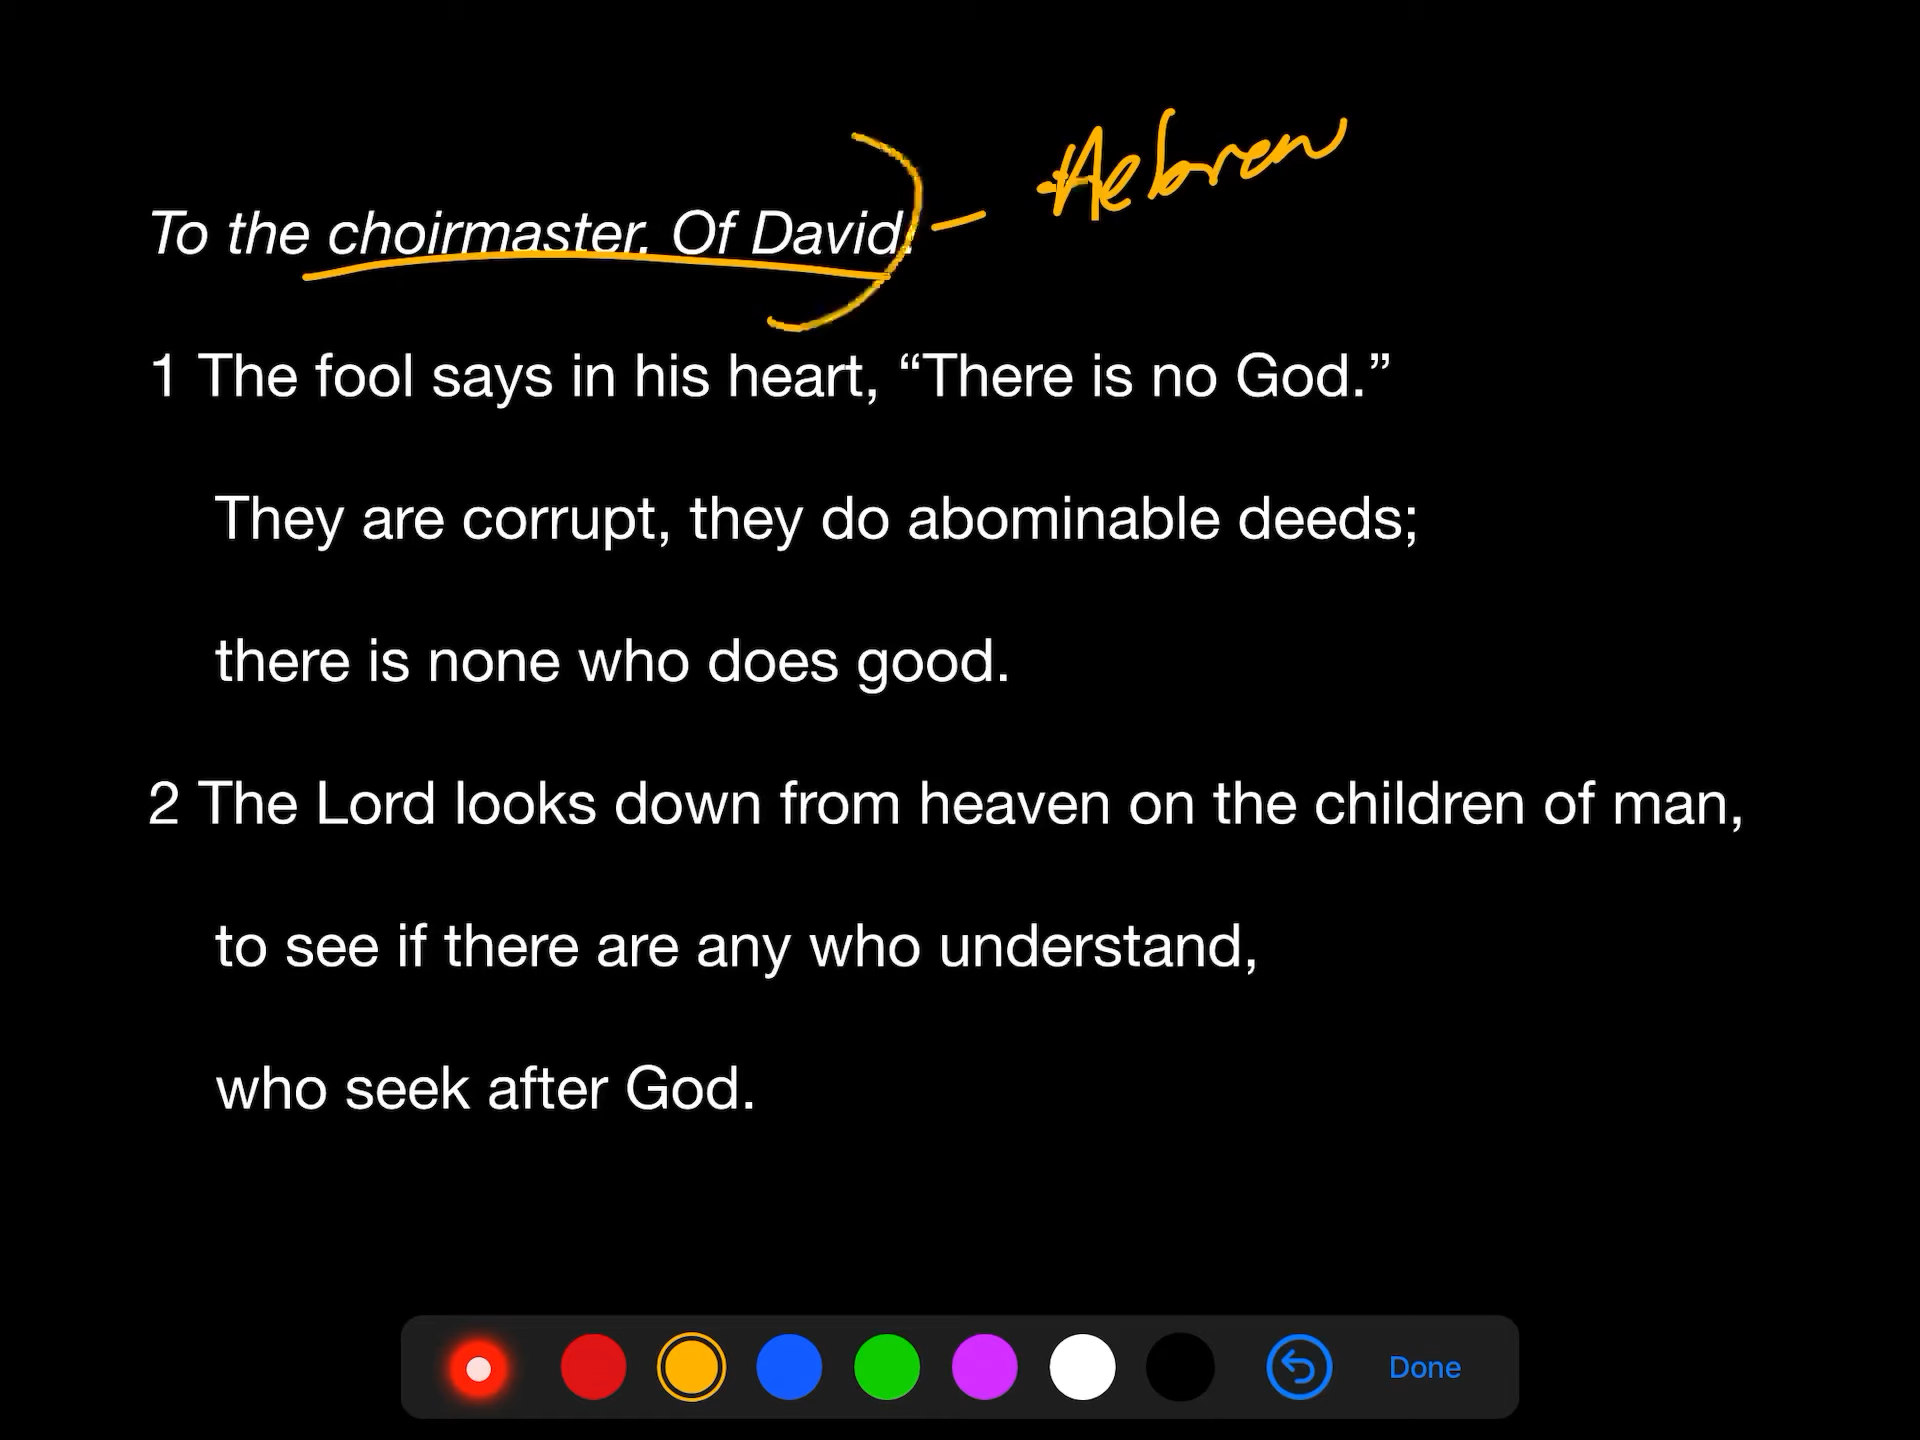 Hebrew
To the choirmaster. Of David.
1 The fool says in his heart, “There is no God.”
They are corrupt, they do abominable deeds;
there is none who does good.
2 The Lord looks down from heaven on the children of man,
to see if there are any who understand,
who seek after God.
Done